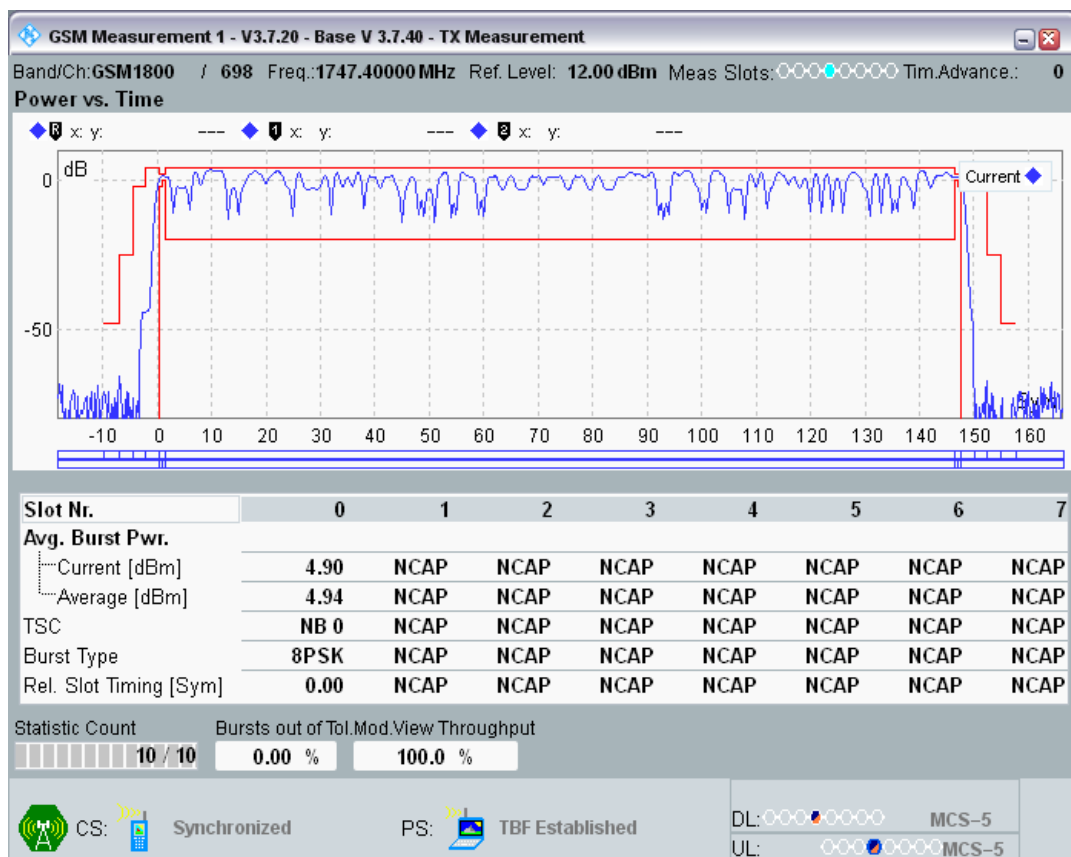 GSM Measurement 1 - V3.7.20 - Base V 3.7.40 - TX Measurement
Band/Ch:GSM1800 / 698 Freq.:1747.40000 MHz Ref. Level: 12.00 dBm Meas Slots: Tim.Advance.: 0
Power vs. Time
R x: y: --- 1 x: y: --- 2 x: y: ---
dB
Current
0
-50
-10 0 10 20 30 40 50 60 70 80 90 100 110 120 130 140 150 160
Slot Nr. 0 1 2 3 4 5 6 7
Avg. Burst Pwr.
Current [dBm] 4.90 NCAP NCAP NCAP NCAP NCAP NCAP NCAP
Average [dBm] 4.94 NCAP NCAP NCAP NCAP NCAP NCAP NCAP
TSC NB 0 NCAP NCAP NCAP NCAP NCAP NCAP NCAP
Burst Type 8PSK NCAP NCAP NCAP NCAP NCAP NCAP NCAP
Rel. Slot Timing [Sym] 0.00 NCAP NCAP NCAP NCAP NCAP NCAP NCAP
Statistic Count Bursts out of Tol. Mod.View Throughput
10 / 10 0.00 % 100.0 %
CS: Synchronized PS: TBF Established
DL: MCS-5
UL: MCS-5